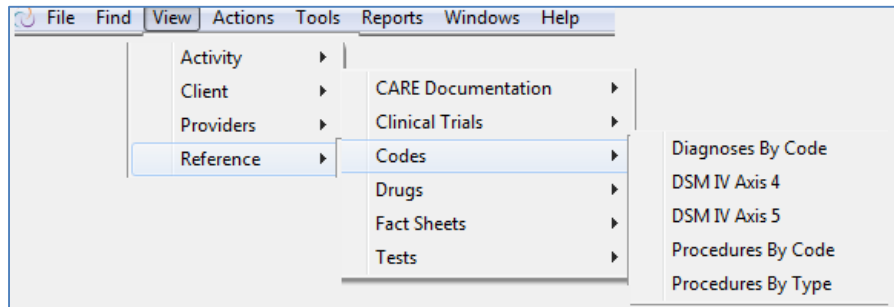 File Find View Actions Tools Reports Windows Help
Activity
Client
Providers
Reference
CARE Documentation
Clinical Trials
Codes
Drugs
Fact Sheets
Tests
Diagnoses By Code
DSM IV Axis 4
DSM IV Axis 5
Procedures By Code
Procedures By Type